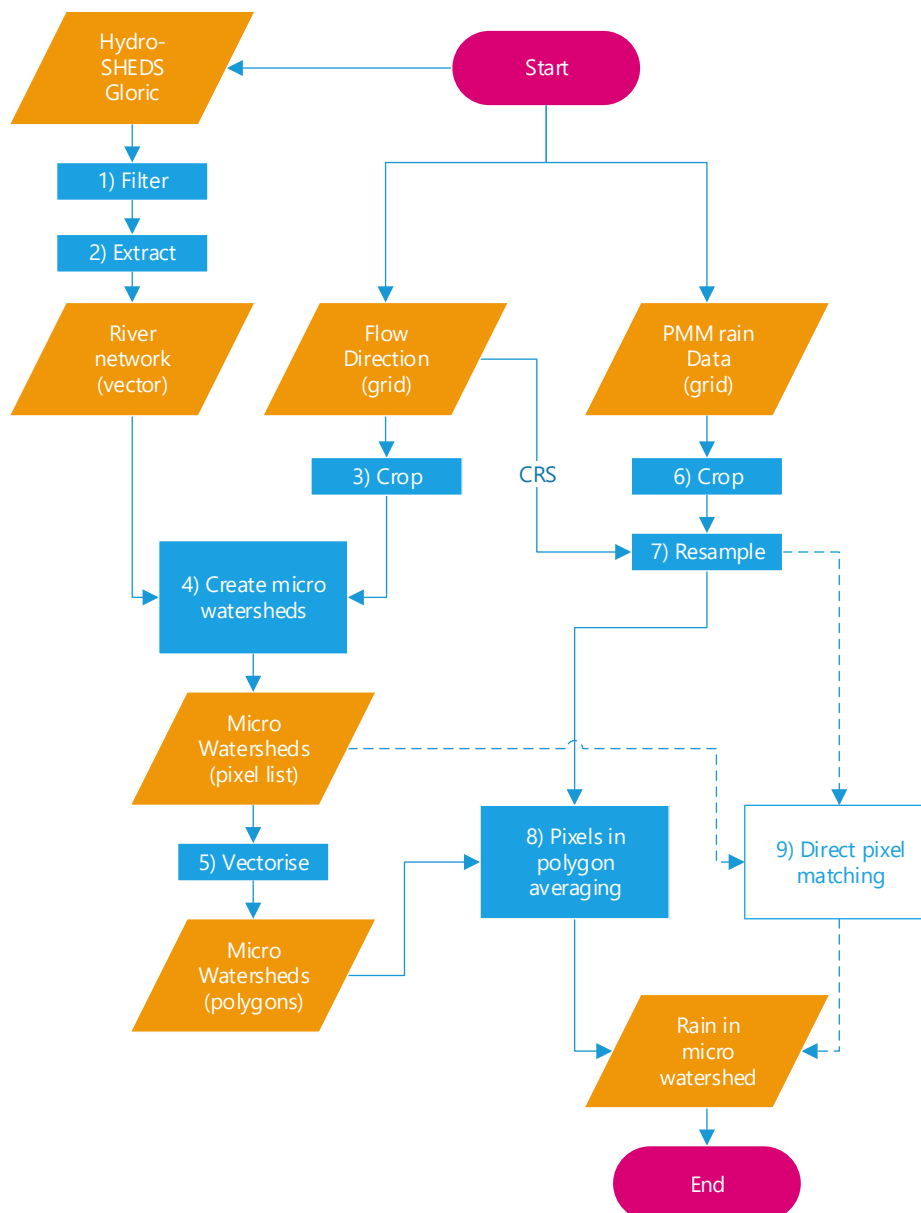 Hydro-
SHEDS
Gloric
Start
1) Filter
2) Extract
River
network
(vector)
Flow
Direction
(grid)
PMM rain
Data
(grid)
3) Crop
CRS
6) Crop
7) Resample
4) Create micro
watersheds
Micro
Watersheds
(pixel list)
5) Vectorise
8) Pixels in
polygon
averaging
9) Direct pixel
matching
Micro
Watersheds
(polygons)
Rain in
micro
watershed
End